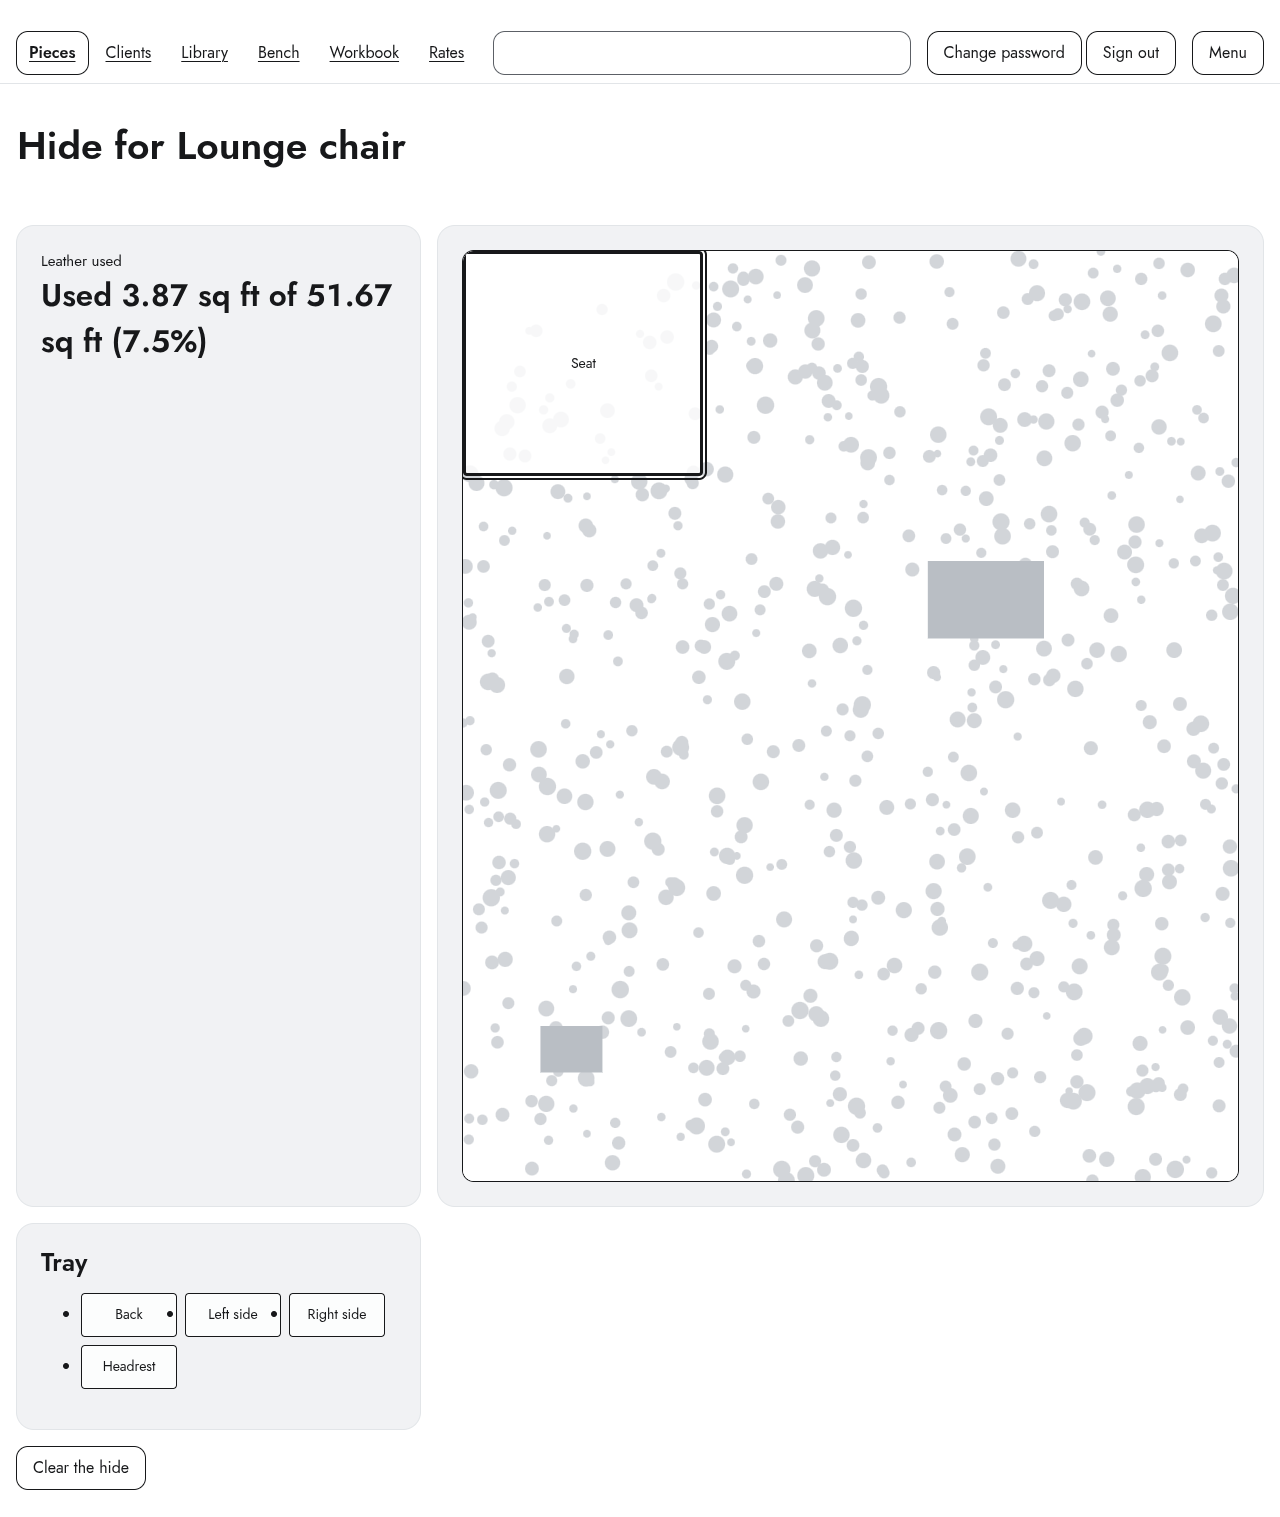 Pieces Clients Library Bench Workbook Rates Change password Sign out Menu
Hide for Lounge chair
Leather used
Used 3.87 sq ft of 51.67
sq ft (7.5%)
Seat
Tray
Back Left side Right side
Headrest
Clear the hide